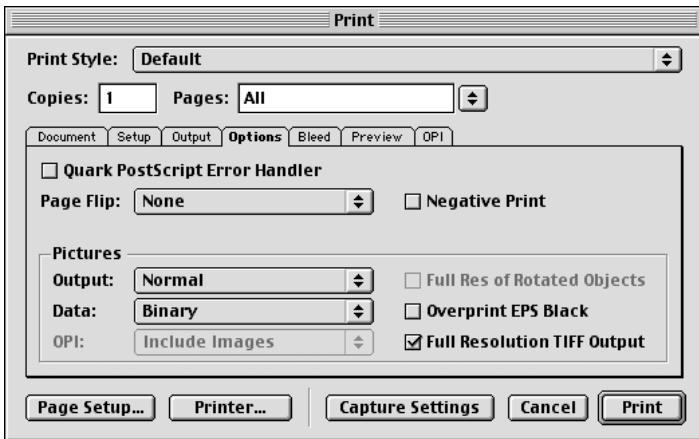 Print
Print Style: Default
Copies: 1 Pages: All
Document Setup Output Options Bleed Preview OPI
Quark PostScript Error Handler
Page Flip: None Negative Print
Pictures
Output: Normal Full Res of Rotated Objects
Data: Binary Overprint EPS Black
OPI: Include Images Full Resolution TIFF Output
Page Setup... Printer... Capture Settings Cancel Print